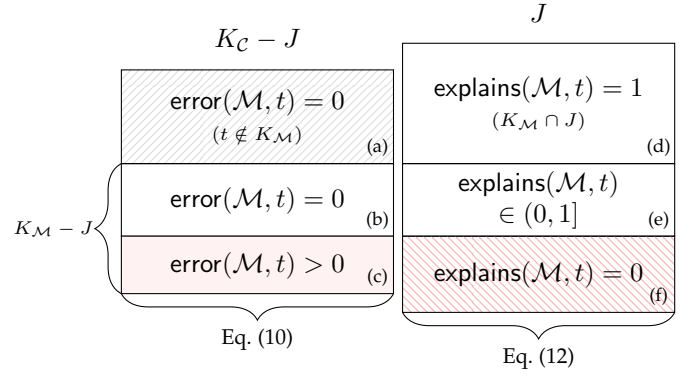 K_C − J
J
error(M, t) = 0
(t ∉ K_M)
(a)
explains(M, t) = 1
(K_M ∩ J)
(d)
K_M − J
error(M, t) = 0
(b)
explains(M, t)
∈ (0, 1]
(e)
error(M, t) > 0
(c)
explains(M, t) = 0
(f)
Eq. (10)
Eq. (12)